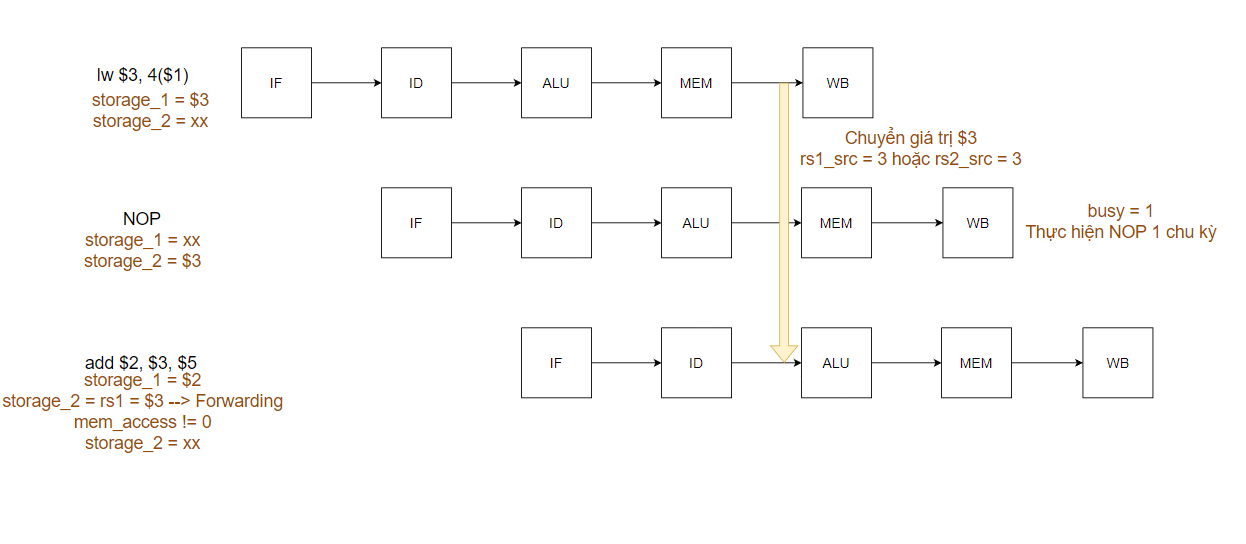 lw $3, 4($1)
storage_1 = $3
storage_2 = xx
IF
ID
ALU
MEM
WB
Chuyển giá trị $3
rs1_src = 3 hoặc rs2_src = 3
NOP
storage_1 = xx
storage_2 = $3
IF
ID
ALU
MEM
WB
busy = 1
Thực hiện NOP 1 chu kỳ
add $2, $3, $5
storage_1 = $2
storage_2 = rs1 = $3 --> Forwarding
mem_access != 0
storage_2 = xx
IF
ID
ALU
MEM
WB